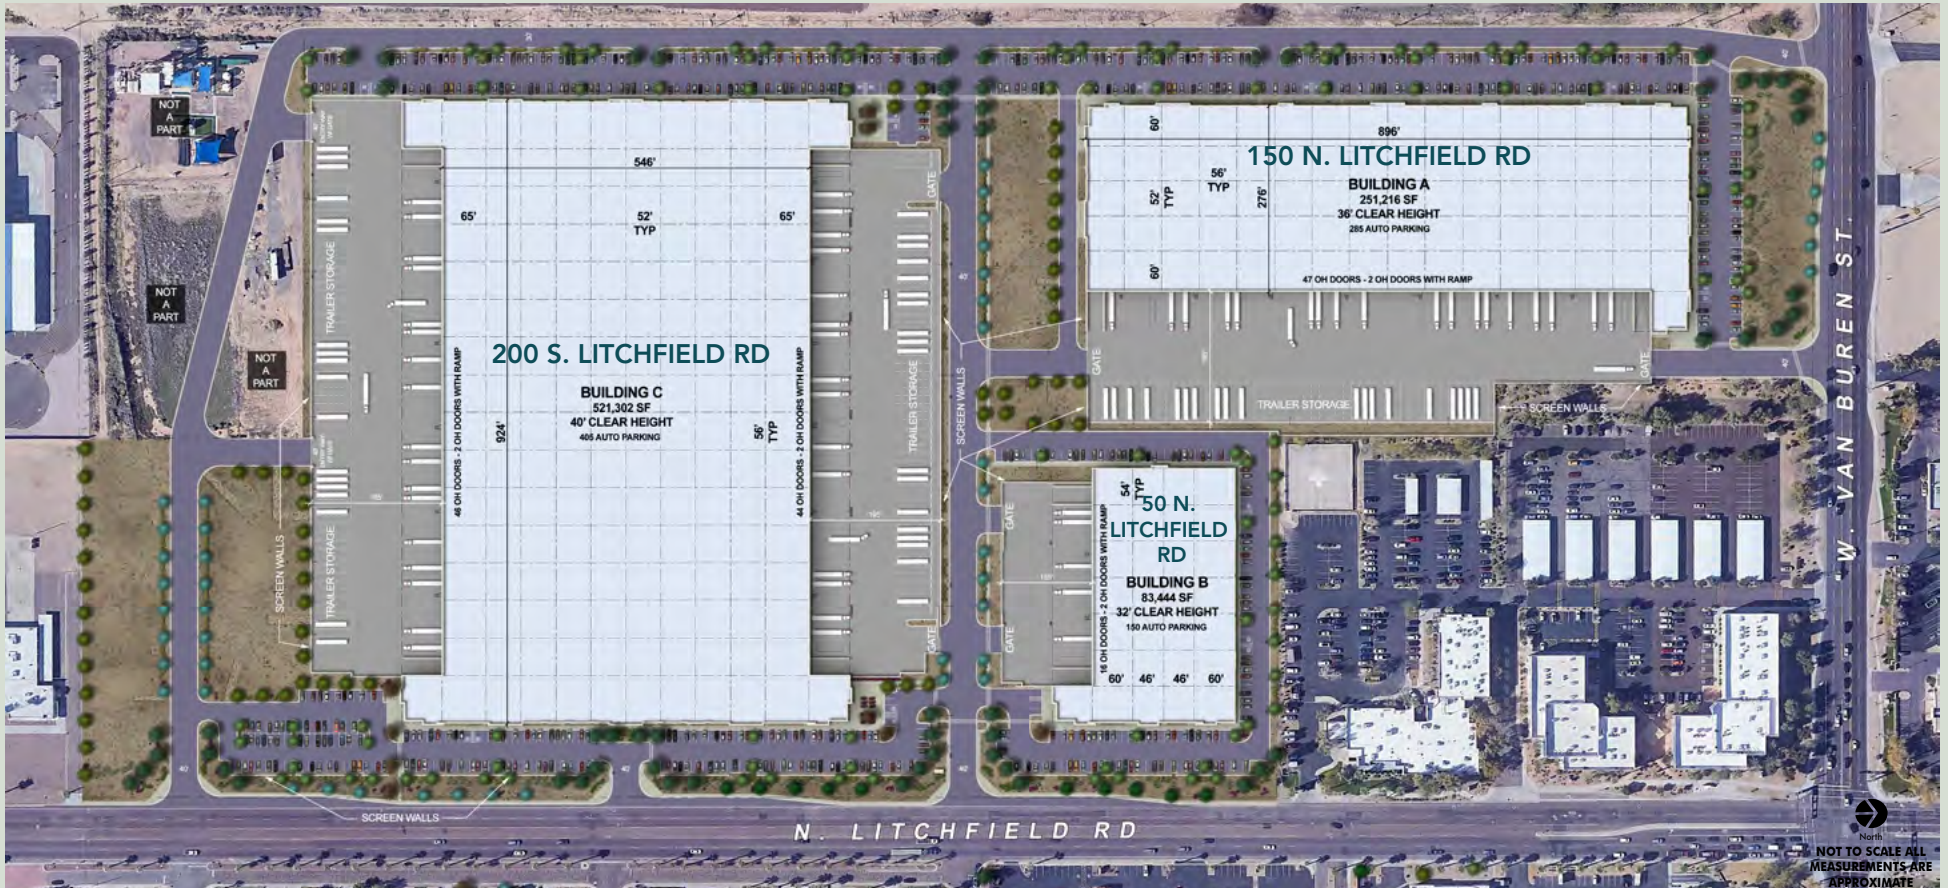 30'
40'
NOT
A
PART
NOT
A
PART
NOT
A
PART
TRAILER STORAGE
TRAILER STORAGE
SCREEN WALLS
546'
65'
52'
TYP
65'
200 S. LITCHFIELD RD
BUILDING C
521,302 SF
40' CLEAR HEIGHT
405 AUTO PARKING
924'
56'
TYP
46 OH DOORS - 2 OH DOORS WITH RAMP
44 OH DOORS - 2 OH DOORS WITH RAMP
GATE
TRAILER STORAGE
GATE
40'
SCREEN WALLS
60'
896'
150 N. LITCHFIELD RD
56'
TYP
52'
TYP
276'
BUILDING A
251,216 SF
36' CLEAR HEIGHT
285 AUTO PARKING
60'
47 OH DOORS - 2 OH DOORS WITH RAMP
GATE
GATE
40'
TRAILER STORAGE
SCREEN WALLS
54'
TYP
50 N.
LITCHFIELD
RD
BUILDING B
83,444 SF
32' CLEAR HEIGHT
150 AUTO PARKING
16 OH DOORS - 2 OH DOORS WITH RAMP
60' 46' 46' 60'
GATE
GATE
40'
40'
40'
SCREEN WALLS
N. LITCHFIELD RD
W. VAN BUREN ST.
North
NOT TO SCALE ALL
MEASUREMENTS ARE
APPROXIMATE